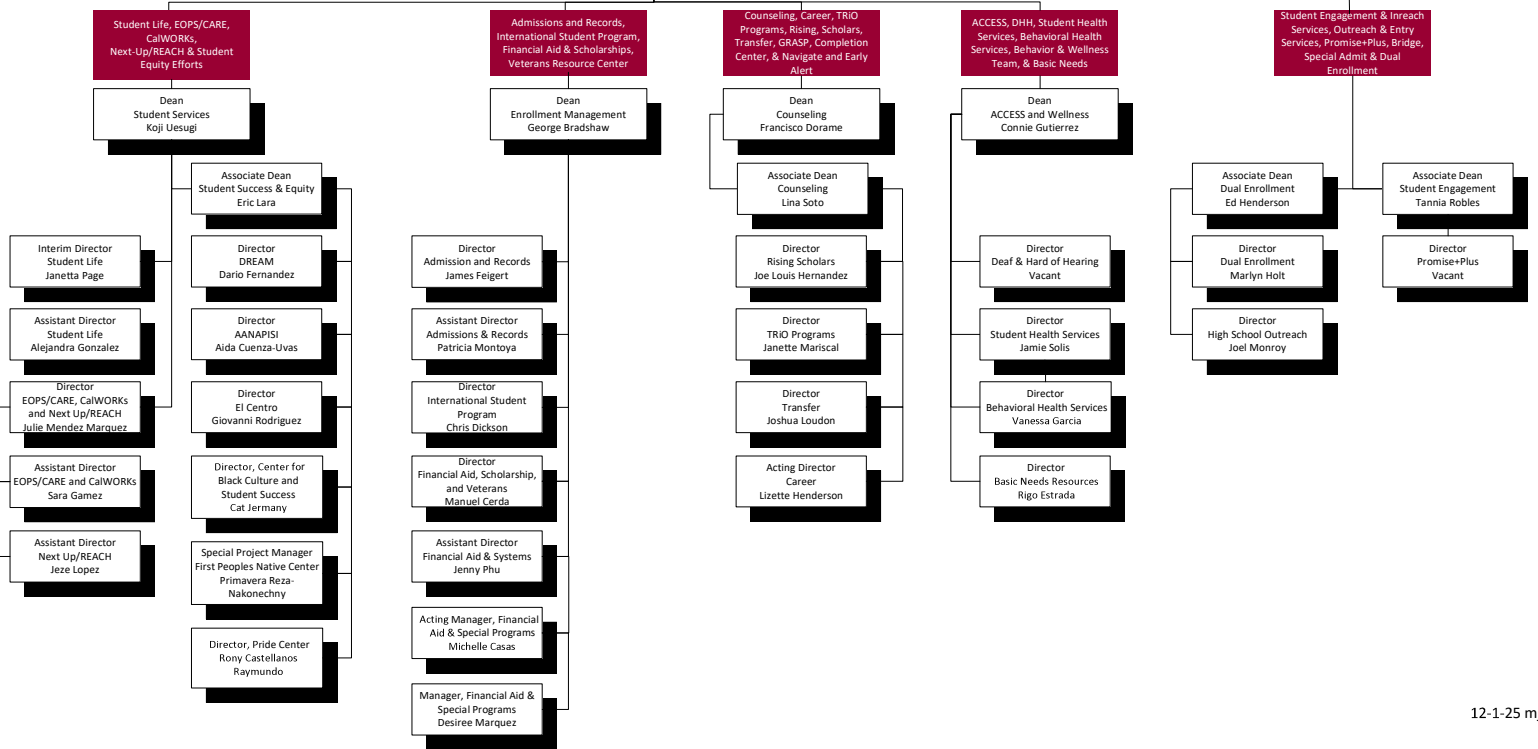 Student Life, EOPS/CARE,
CalWORKS,
Next-Up/REACH & Student
Equity Efforts
Dean
Student Services
Koji Uesugi
Associate Dean
Student Success & Equity
Eric Lara
Interim Director
Student Life
Janetta Page
Assistant Director
Student Life
Alejandra Gonzalez
Director
EOPS/CARE, CalWORKs
and Next Up/REACH
Julie Mendez Marquez
Assistant Director
EOPS/CARE and CalWORKs
Sara Gamez
Assistant Director
Next Up/REACH
Jeze Lopez
Director
DREAM
Dario Fernandez
Director
AANAPISI
Aida Cuenza-Uvas
Director
El Centro
Giovanni Rodriguez
Director, Center for
Black Culture and
Student Success
Cat Jermany
Special Project Manager
First Peoples Native Center
Primavera Reza-
Nakonechny
Director, Pride Center
Rony Castellanos
Raymundo
Admissions and Records,
International Student Program,
Financial Aid & Scholarships,
Veterans Resource Center
Dean
Enrollment Management
George Bradshaw
Director
Admission and Records
James Feigert
Assistant Director
Admissions & Records
Patricia Montoya
Director
International Student
Program
Chris Dickson
Director
Financial Aid, Scholarship,
and Veterans
Manuel Cerda
Assistant Director
Financial Aid & Systems
Jenny Phu
Acting Manager, Financial
Aid & Special Programs
Michelle Casas
Manager, Financial Aid &
Special Programs
Desiree Marquez
Counseling, Career, TRiO
Programs, Rising, Scholars,
Transfer, GRASP, Completion
Center, & Navigate and Early
Alert
Dean
Counseling
Francisco Dorame
Associate Dean
Counseling
Lina Soto
Director
Rising Scholars
Joe Louis Hernandez
Director
TRiO Programs
Janette Mariscal
Director
Transfer
Joshua Loudon
Acting Director
Career
Lizette Henderson
ACCESS, DHH, Student Health
Services, Behavioral Health
Services, Behavior & Wellness
Team, & Basic Needs
Dean
ACCESS and Wellness
Connie Gutierrez
Director
Deaf & Hard of Hearing
Vacant
Director
Student Health Services
Jamie Solis
Director
Behavioral Health Services
Vanessa Garcia
Director
Basic Needs Resources
Rigo Estrada
Student Engagement & Inreach
Services, Outreach & Entry
Services, Promise+Plus, Bridge,
Special Admit & Dual
Enrollment
Associate Dean
Dual Enrollment
Ed Henderson
Director
Dual Enrollment
Marlyn Holt
Director
High School Outreach
Joel Monroy
Associate Dean
Student Engagement
Tannia Robles
Director
Promise+Plus
Vacant
12-1-25 m